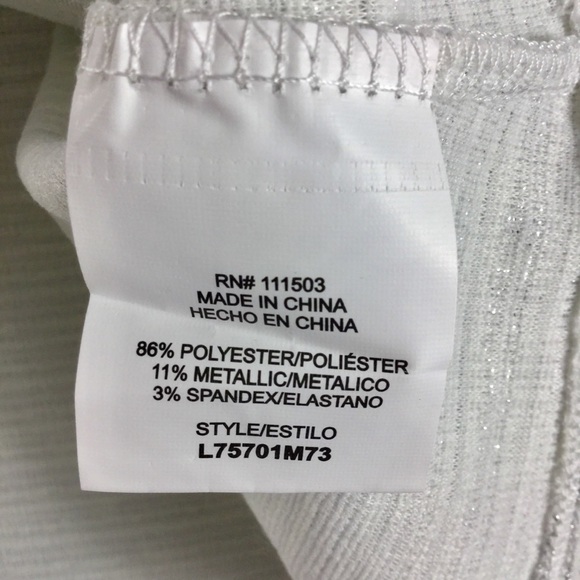 RN# 111503
MADE IN CHINA
HECHO EN CHINA
86% POLYESTER/POLIÉSTER
11% METALLIC/METALICO
3% SPANDEX/ELASTANO
STYLE/ESTILO
L75701M73